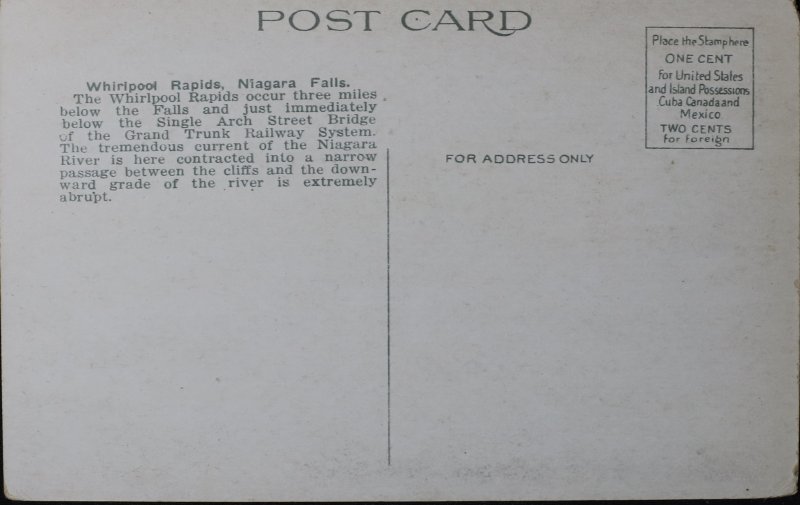 POST CARD
Whirlpool Rapids, Niagara Falls.
The Whirlpool Rapids occur three miles
below the Falls and just immediately
below the Single Arch Street Bridge
of the Grand Trunk Railway System.
The tremendous current of the Niagara
River is here contracted into a narrow
passage between the cliffs and the down-
ward grade of the river is extremely
abrupt.
Place the Stamp here
ONE CENT
for United States
and Island Possessions
Cuba Canada and
Mexico
TWO CENTS
for foreign
FOR ADDRESS ONLY